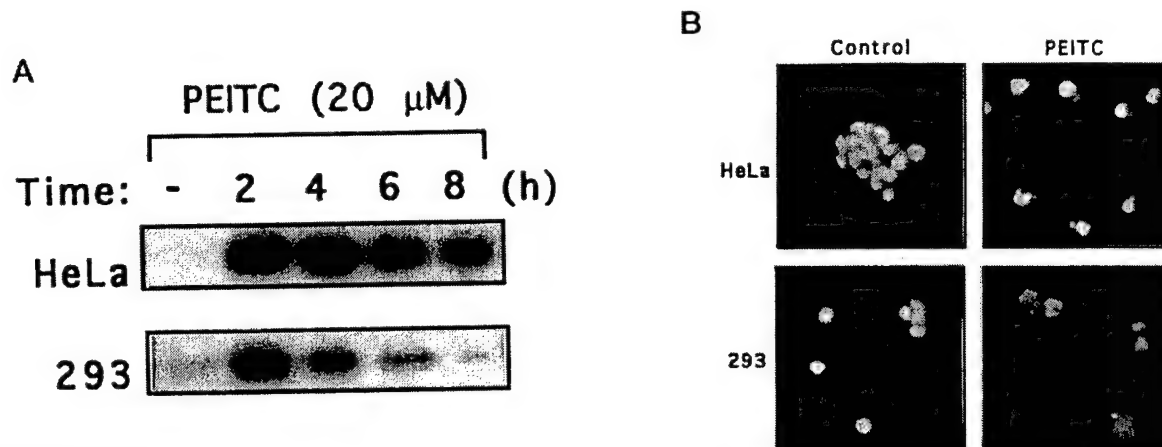 A
PEITC (20 μM)
Time: - 2 4 6 8 (h)
HeLa
293
B
Control PEITC
HeLa
293